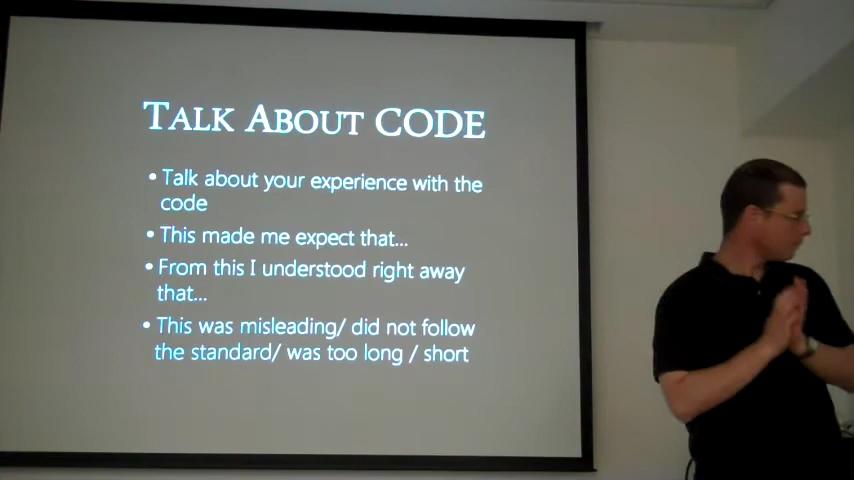 TALK ABOUT CODE
• Talk about your experience with the
code
• This made me expect that...
• From this I understood right away
that...
• This was misleading/ did not follow
the standard/ was too long / short